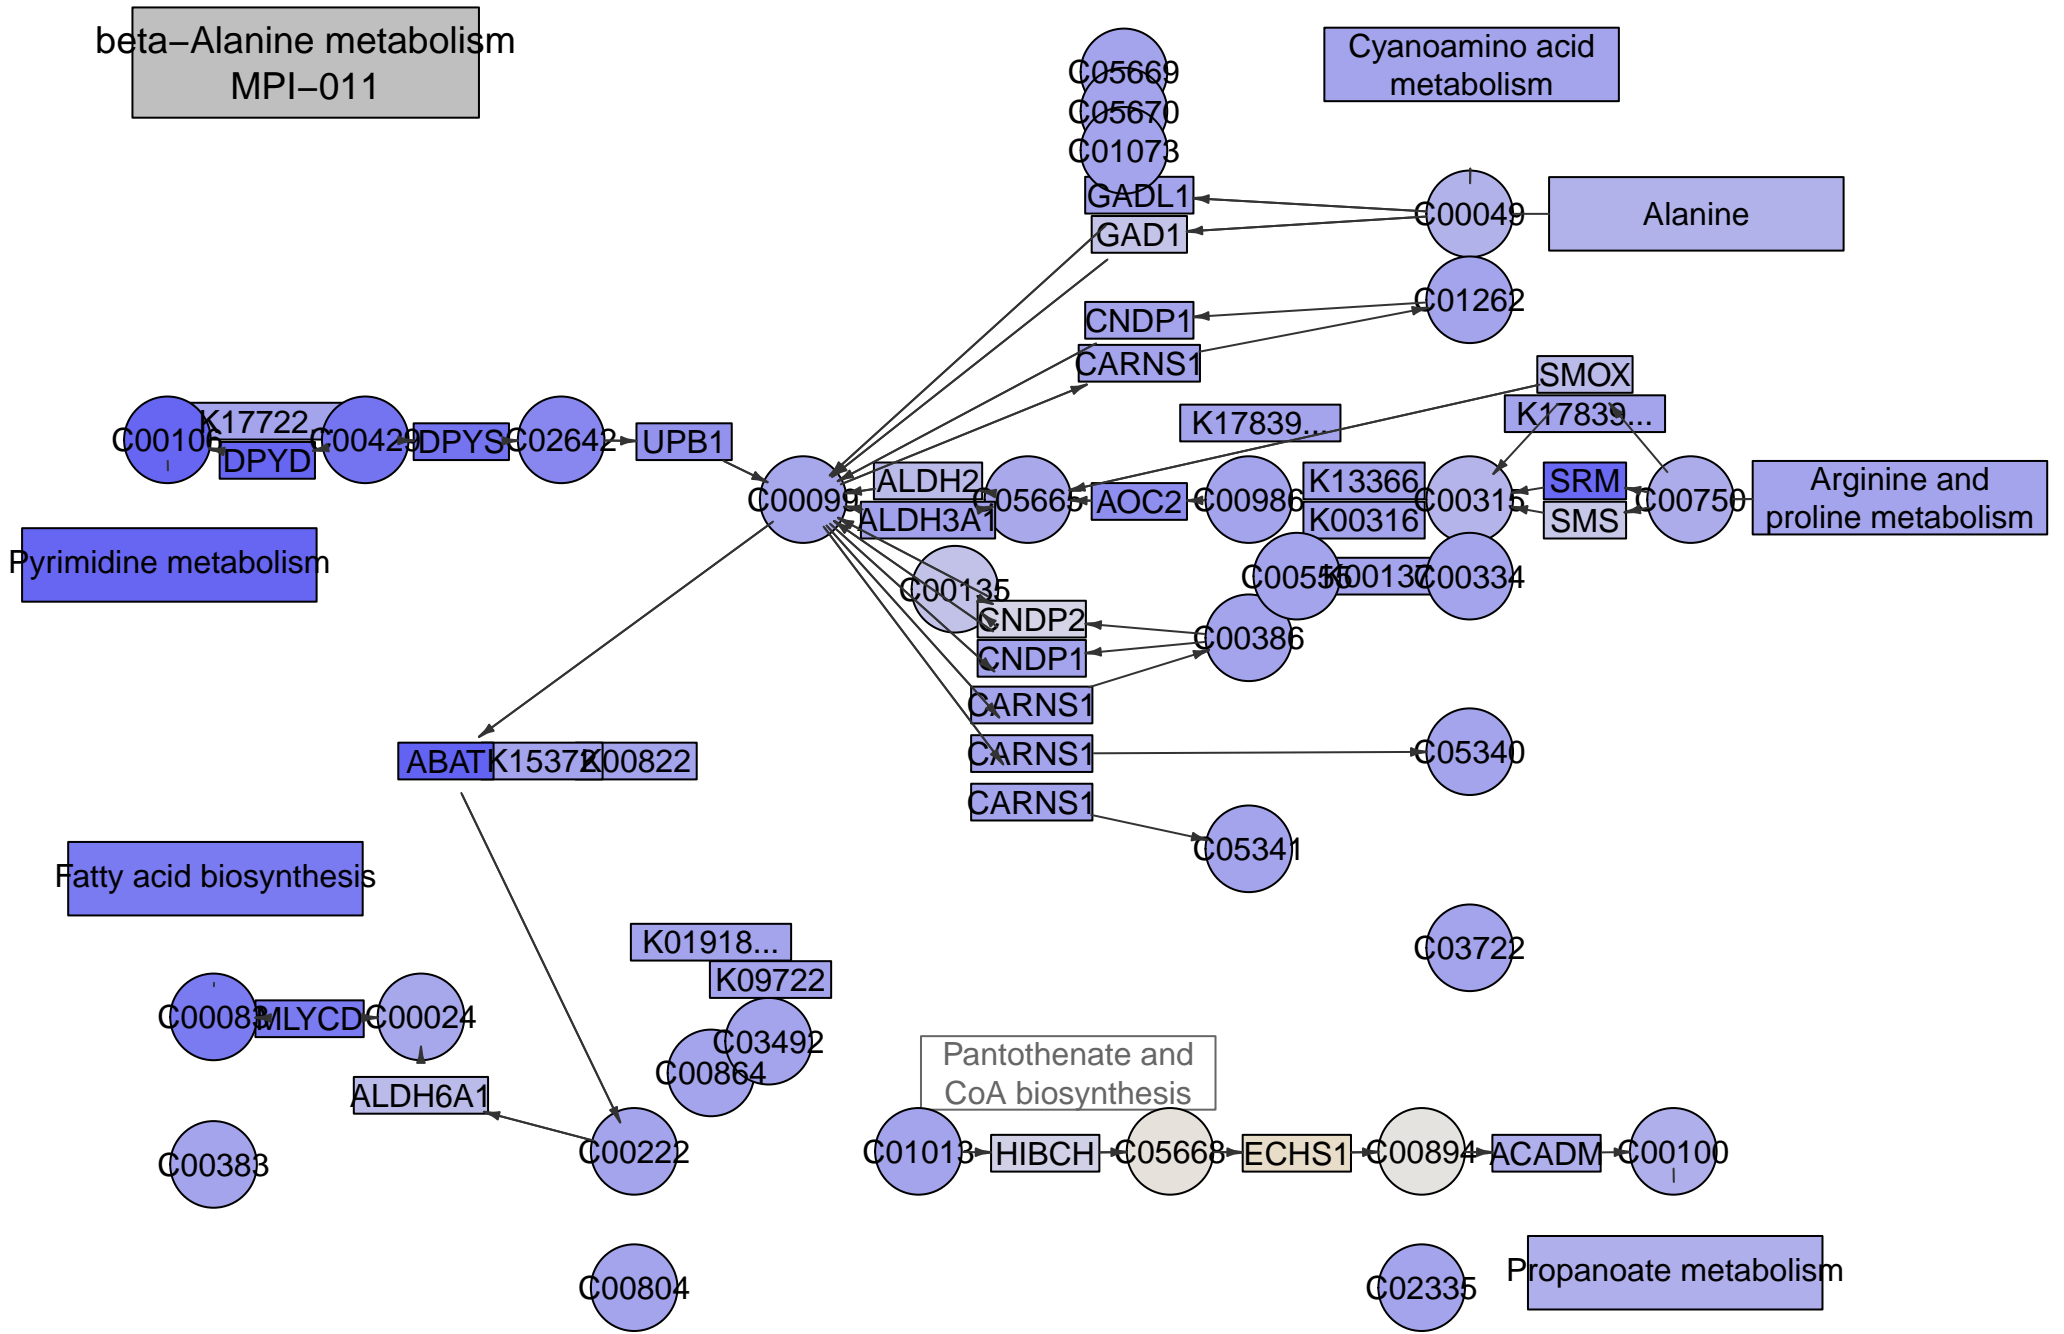 beta−Alanine metabolism
MPI−011
C05669
C05670
C01073
Cyanoamino acid
metabolism
GADL1
GAD1
C00049
Alanine
C01262
CNDP1
CARNS1
SMOX
K17839...
K17839...
C00106
K17722...
DPYD
C00429
DPYS
C02642
UPB1
C00099
ALDH2
ALDH3A1
C05665
AOC2
C00986
K13366
K00316
C00315
SRM
SMS
C00750
Arginine and
proline metabolism
Pyrimidine metabolism
C00135
C00555
K00137
C00334
CNDP2
CNDP1
C00386
CARNS1
CARNS1
CARNS1
C05340
C05341
ABAT
K15372
K00822
Fatty acid biosynthesis
K01918...
K09722
C03722
C00083
MLYCD
C00024
C03492
C00864
Pantothenate and
CoA biosynthesis
ALDH6A1
C00383
C00222
C01013
HIBCH
C05668
ECHS1
C00894
ACADM
C00100
C00804
C02335
Propanoate metabolism